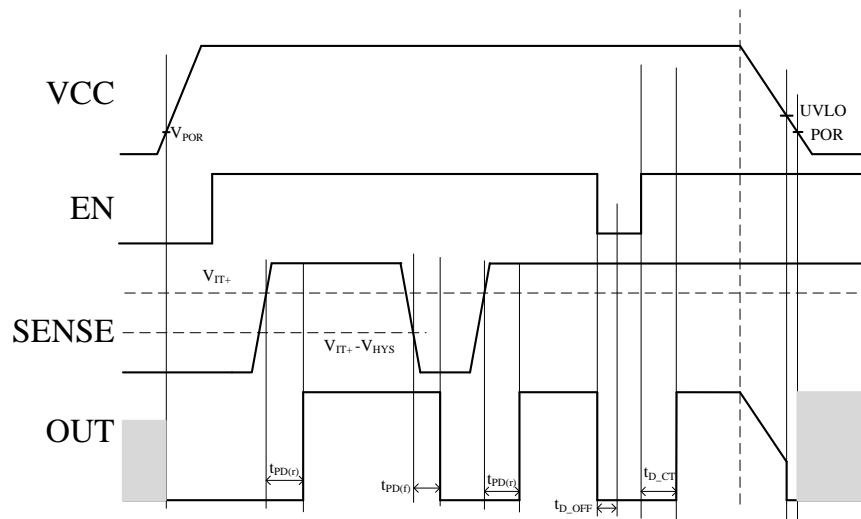 VCC
V_POR
UVLO
POR
EN
V_IT+
SENSE
V_IT+ -V_HYS
OUT
t_PD(r)
t_PD(f)
t_PD(r)
t_D_OFF
t_D_CT